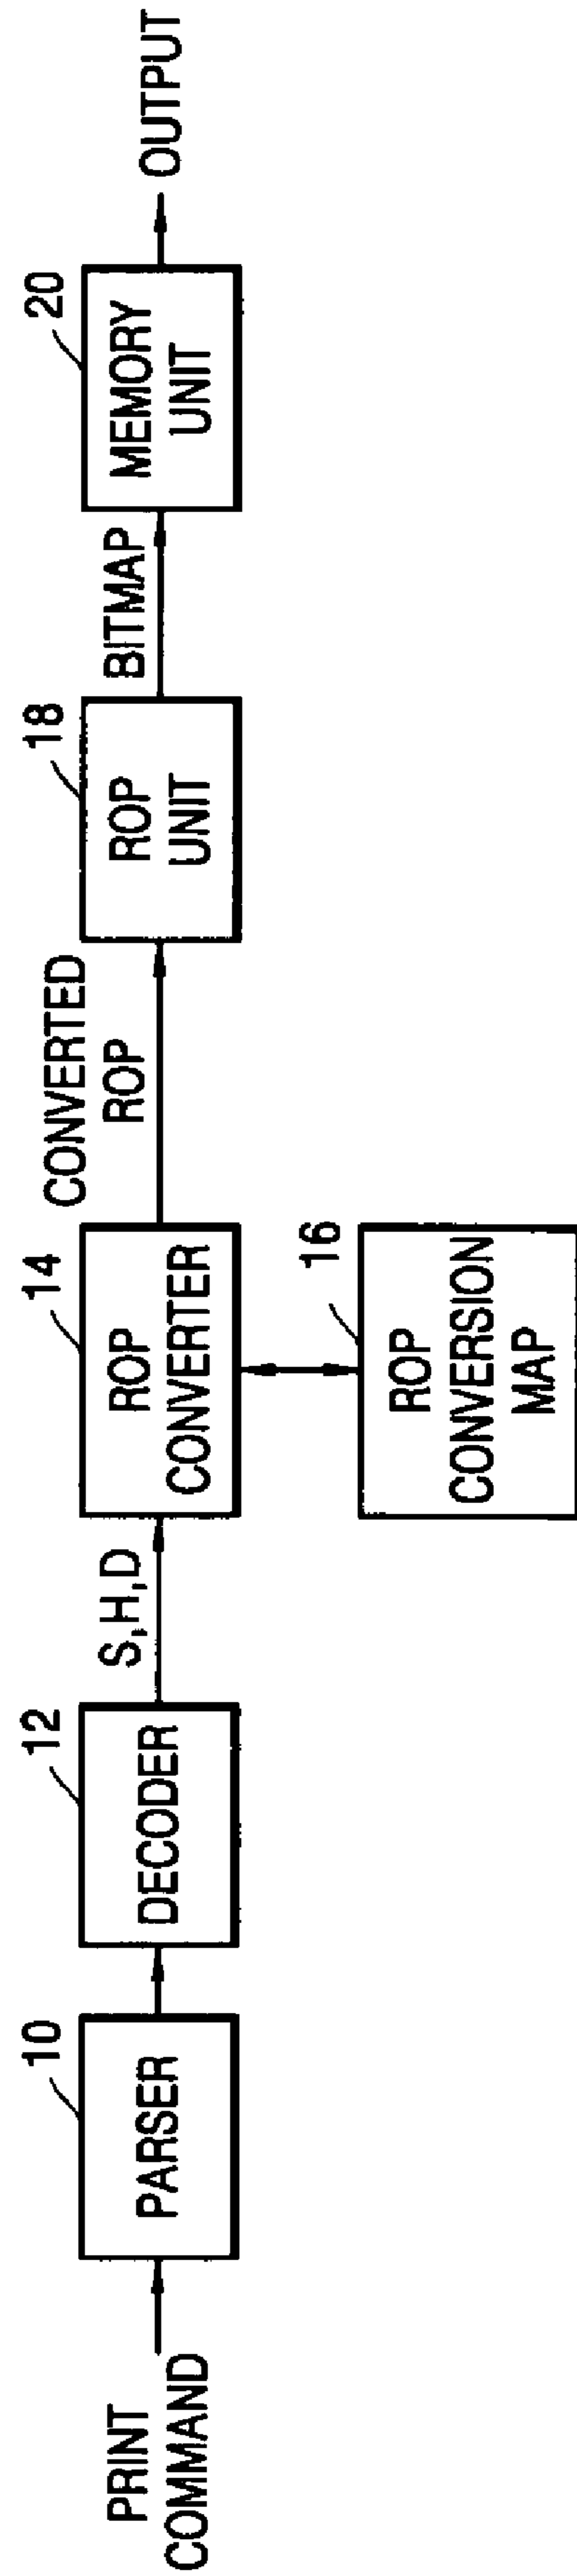 PRINT
COMMAND
10
PARSER
12
DECODER
S,H,D
14
ROP
CONVERTER
16
ROP
CONVERSION
MAP
CONVERTED
ROP
18
ROP
UNIT
BITMAP
20
MEMORY
UNIT
OUTPUT